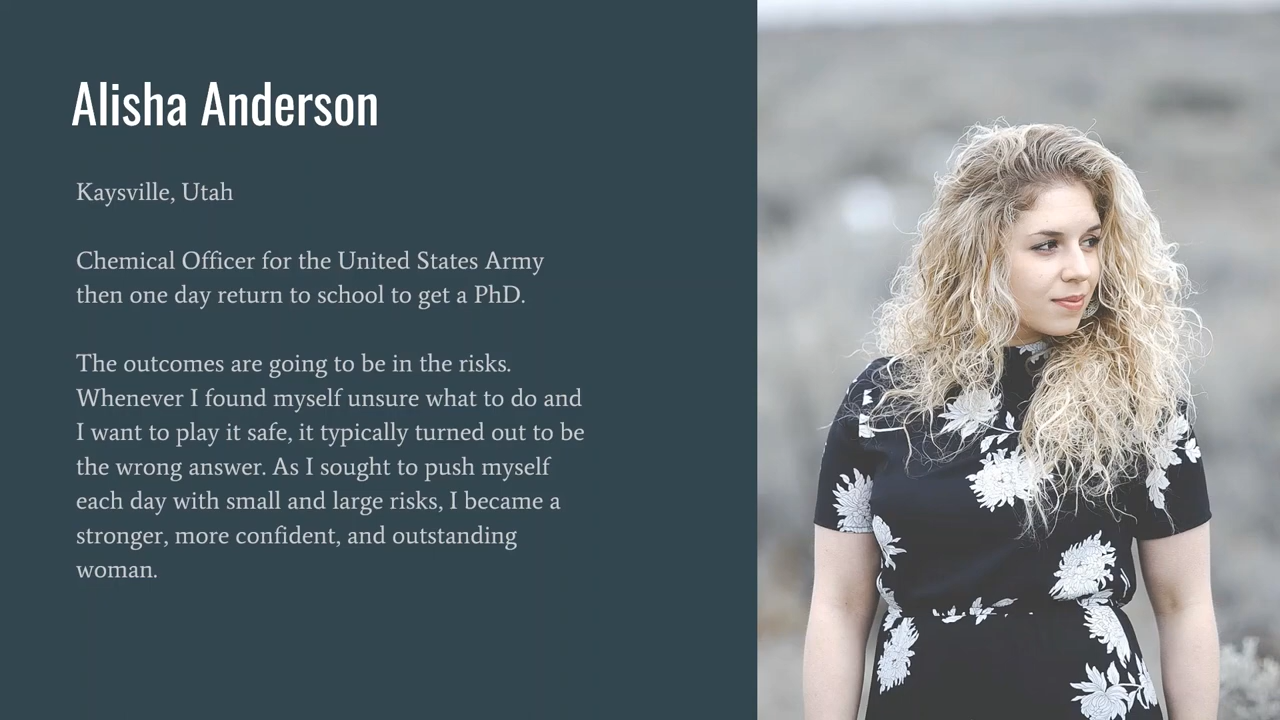 Alisha Anderson
Kaysville, Utah
Chemical Officer for the United States Army
then one day return to school to get a PhD.
The outcomes are going to be in the risks.
Whenever I found myself unsure what to do and
I want to play it safe, it typically turned out to be
the wrong answer. As I sought to push myself
each day with small and large risks, I became a
stronger, more confident, and outstanding
woman.